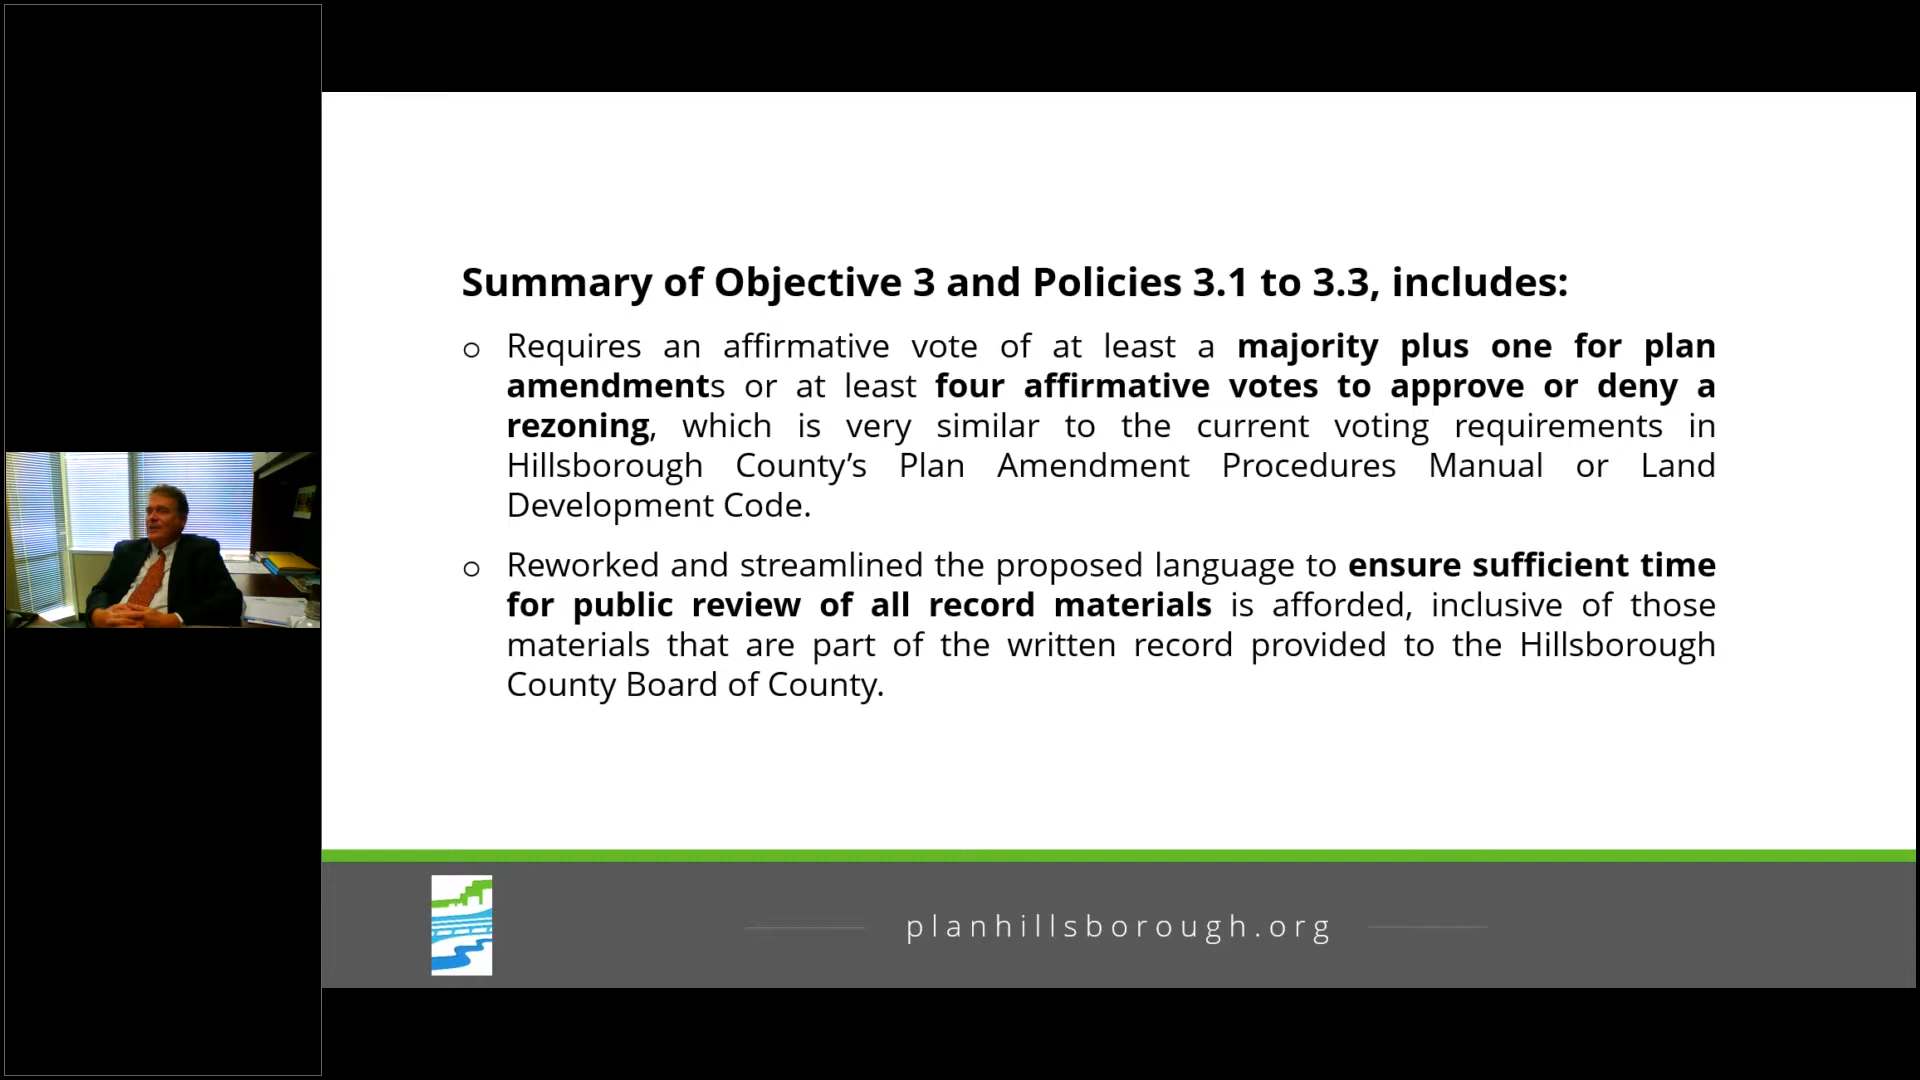 Summary of Objective 3 and Policies 3.1 to 3.3, includes:
o Requires an affirmative vote of at least a majority plus one for plan
amendments or at least four affirmative votes to approve or deny a
rezoning, which is very similar to the current voting requirements in
Hillsborough County’s Plan Amendment Procedures Manual or Land
Development Code.
o Reworked and streamlined the proposed language to ensure sufficient time
for public review of all record materials is afforded, inclusive of those
materials that are part of the written record provided to the Hillsborough
County Board of County.
planhillsborough.org